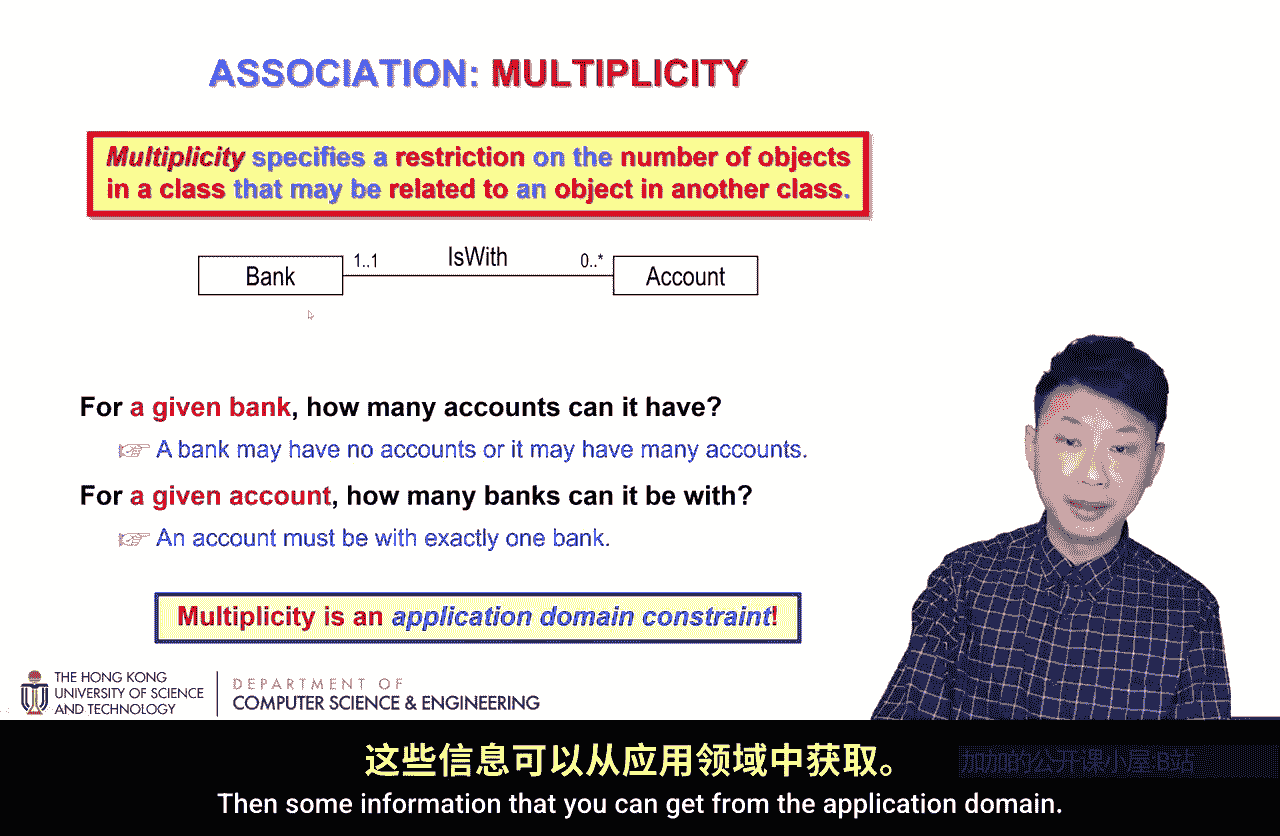 ASSOCIATION: MULTIPLICITY
Multiplicity specifies a restriction on the number of objects
in a class that may be related to an object in another class.
Bank 1..1 IsWith 0..* Account
For a given bank, how many accounts can it have?
☞ A bank may have no accounts or it may have many accounts.
For a given account, how many banks can it be with?
☞ An account must be with exactly one bank.
Multiplicity is an application domain constraint!
THE HONG KONG
UNIVERSITY OF SCIENCE
AND TECHNOLOGY
DEPARTMENT OF
COMPUTER SCIENCE & ENGINEERING
这些信息可以从应用领域中获取。
加加的公开课小屋:B站
Then some information that you can get from the application domain.